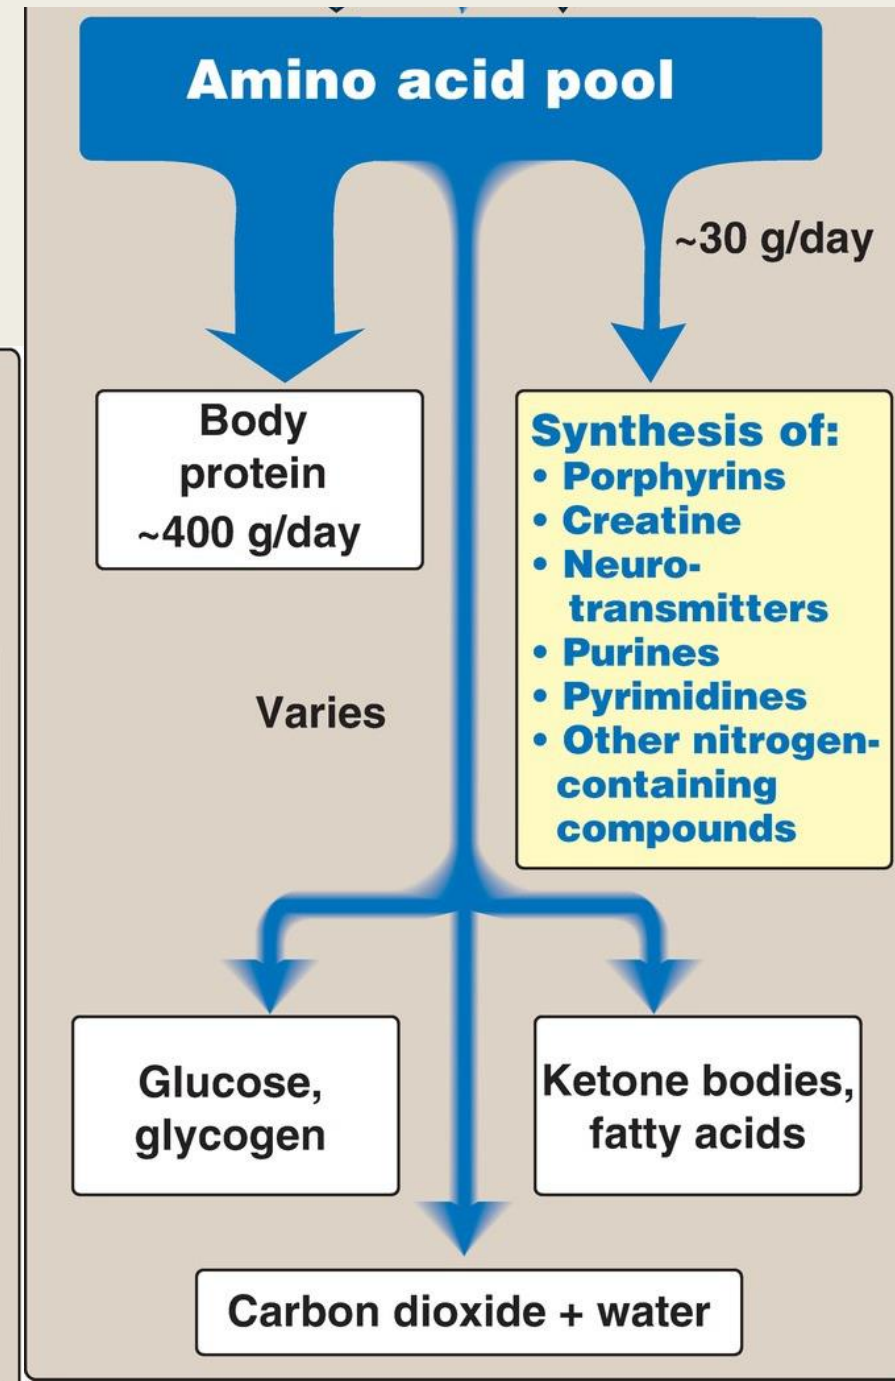 Amino acid pool
~30 g/day
Body
protein
~400 g/day
Synthesis of:
• Porphyrins
• Creatine
• Neuro-
transmitters
• Purines
• Pyrimidines
• Other nitrogen-
containing
compounds
Varies
Glucose,
glycogen
Ketone bodies,
fatty acids
Carbon dioxide + water